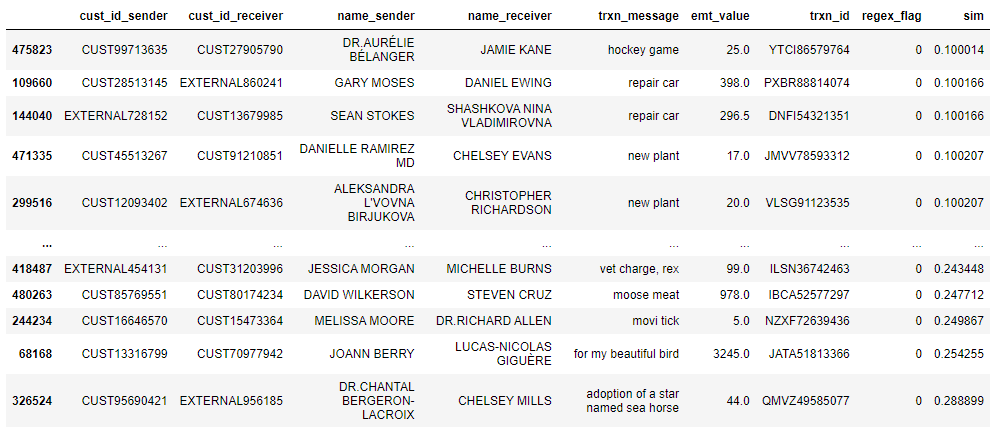 cust_id_sender cust_id_receiver name_sender name_receiver trxn_message emt_value trxn_id regex_flag sim
475823 CUST99713635 CUST27905790 DR.AURÉLIE BÉLANGER JAMIE KANE hockey game 25.0 YTCI86579764 0 0.100014
109660 CUST28513145 EXTERNAL860241 GARY MOSES DANIEL EWING repair car 398.0 PXBR88814074 0 0.100166
144040 EXTERNAL728152 CUST13679985 SEAN STOKES SHASHKOVA NINA VLADIMIROVNA repair car 296.5 DNFI54321351 0 0.100166
471335 CUST45513267 CUST91210851 DANIELLE RAMIREZ MD CHELSEY EVANS new plant 17.0 JMVV78593312 0 0.100207
299516 CUST12093402 EXTERNAL674636 ALEKSANDRA L'VOVNA BIRJUKOVA CHRISTOPHER RICHARDSON new plant 20.0 VLSG91123535 0 0.100207
... ... ... ... ... ... ... ... ... ...
418487 EXTERNAL454131 CUST31203996 JESSICA MORGAN MICHELLE BURNS vet charge, rex 99.0 ILSN36742463 0 0.243448
480263 CUST85769551 CUST80174234 DAVID WILKERSON STEVEN CRUZ moose meat 978.0 IBCA52577297 0 0.247712
244234 CUST16646570 CUST15473364 MELISSA MOORE DR.RICHARD ALLEN movi tick 5.0 NZXF72639436 0 0.249867
68168 CUST13316799 CUST70977942 JOANN BERRY LUCAS-NICOLAS GIGUÈRE for my beautiful bird 3245.0 JATA51813366 0 0.254255
326524 CUST95690421 EXTERNAL956185 DR.CHANTAL BERGERON-LACROIX CHELSEY MILLS adoption of a star named sea horse 44.0 QMVZ49585077 0 0.288899